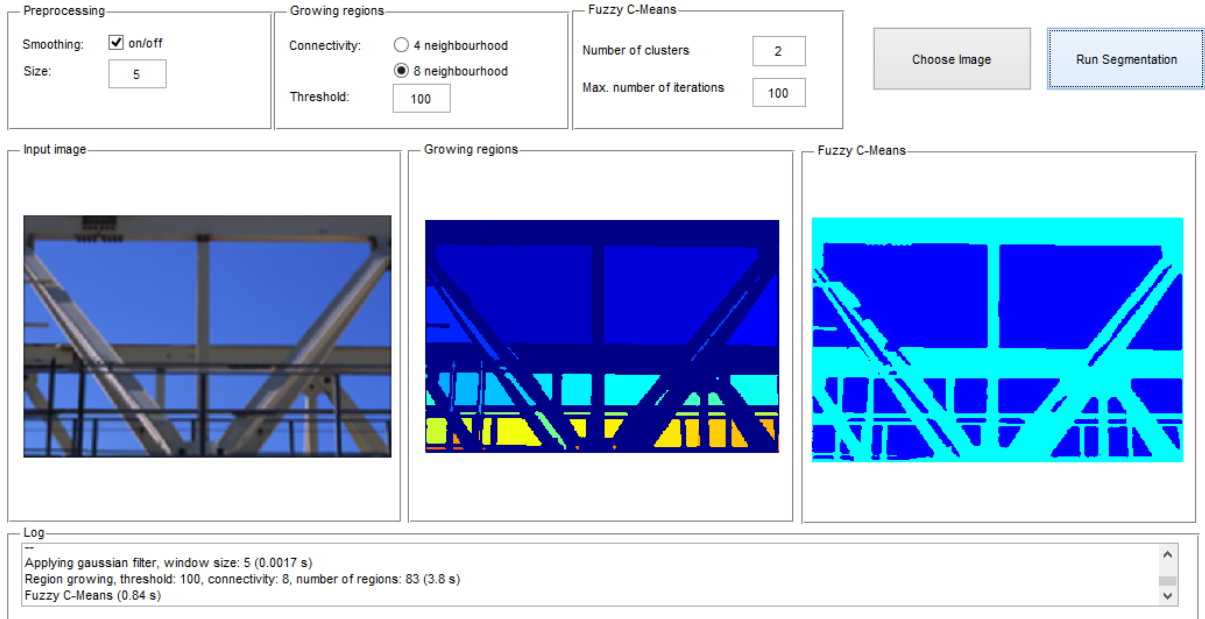 Preprocessing
Smoothing: on/off
Size: 5
Growing regions
Connectivity: 4 neighbourhood
8 neighbourhood
Threshold: 100
Fuzzy C-Means
Number of clusters 2
Max. number of iterations 100
Choose Image
Run Segmentation
Input image
Growing regions
Fuzzy C-Means
Log
--
Applying gaussian filter, window size: 5 (0.0017 s)
Region growing, threshold: 100, connectivity: 8, number of regions: 83 (3.8 s)
Fuzzy C-Means (0.84 s)